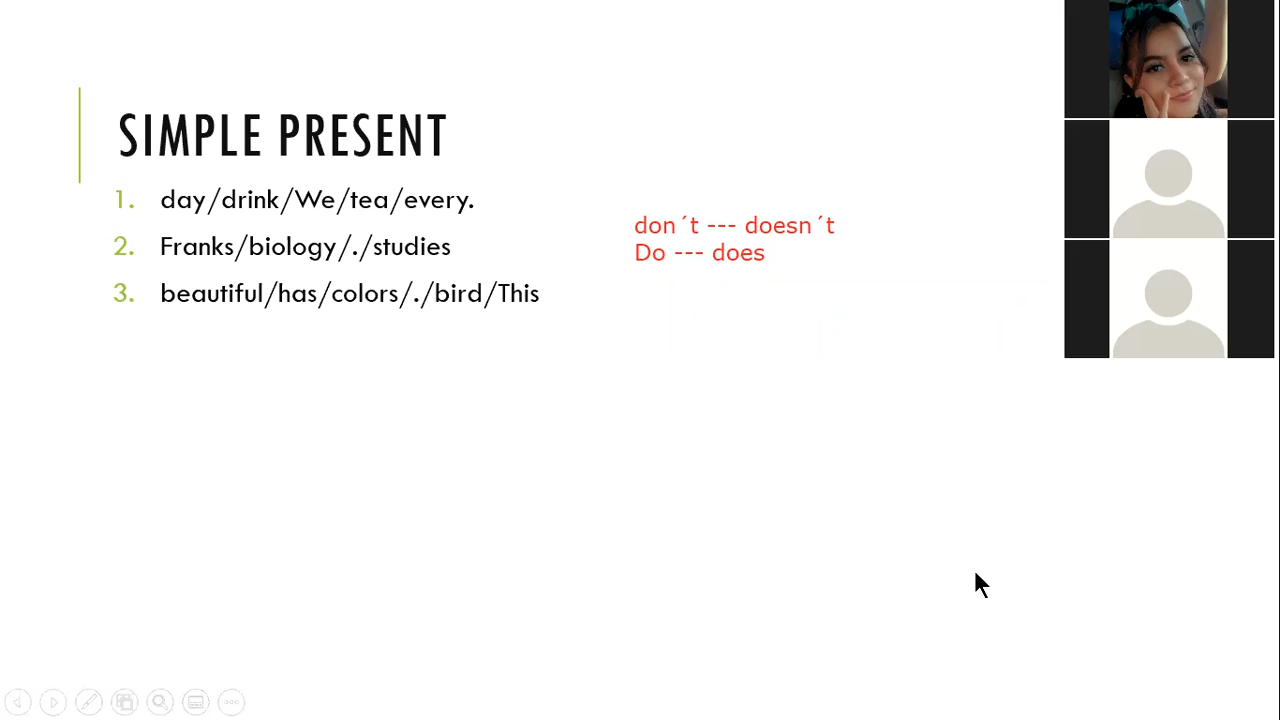 SIMPLE PRESENT
1. day/drink/We/tea/every.
2. Franks/biology/./studies
3. beautiful/has/colors/./bird/This
don´t --- doesn´t
Do --- does